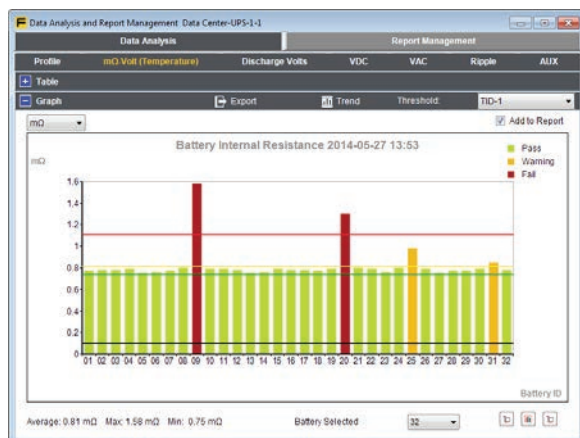 Data Analysis and Report Management Data Center-UPS-1-1
Data Analysis Report Management
Profile mΩ Volt (Temperature) Discharge Volts VDC VAC Ripple AUX
Table
Graph Export Trend Threshold: TID-1
mΩ Add to Report
Battery Internal Resistance 2014-05-27 13:53
Pass
mΩ Warning
Fail
1.6
1.4
1.2
1
0.8
0.6
0.4
0.2
0
01 02 03 04 05 06 07 08 09 10 11 12 13 14 15 16 17 18 19 20 21 22 23 24 25 26 27 28 29 30 31 32
Battery ID
Average: 0.81 mΩ Max: 1.58 mΩ Min: 0.75 mΩ Battery Selected 32